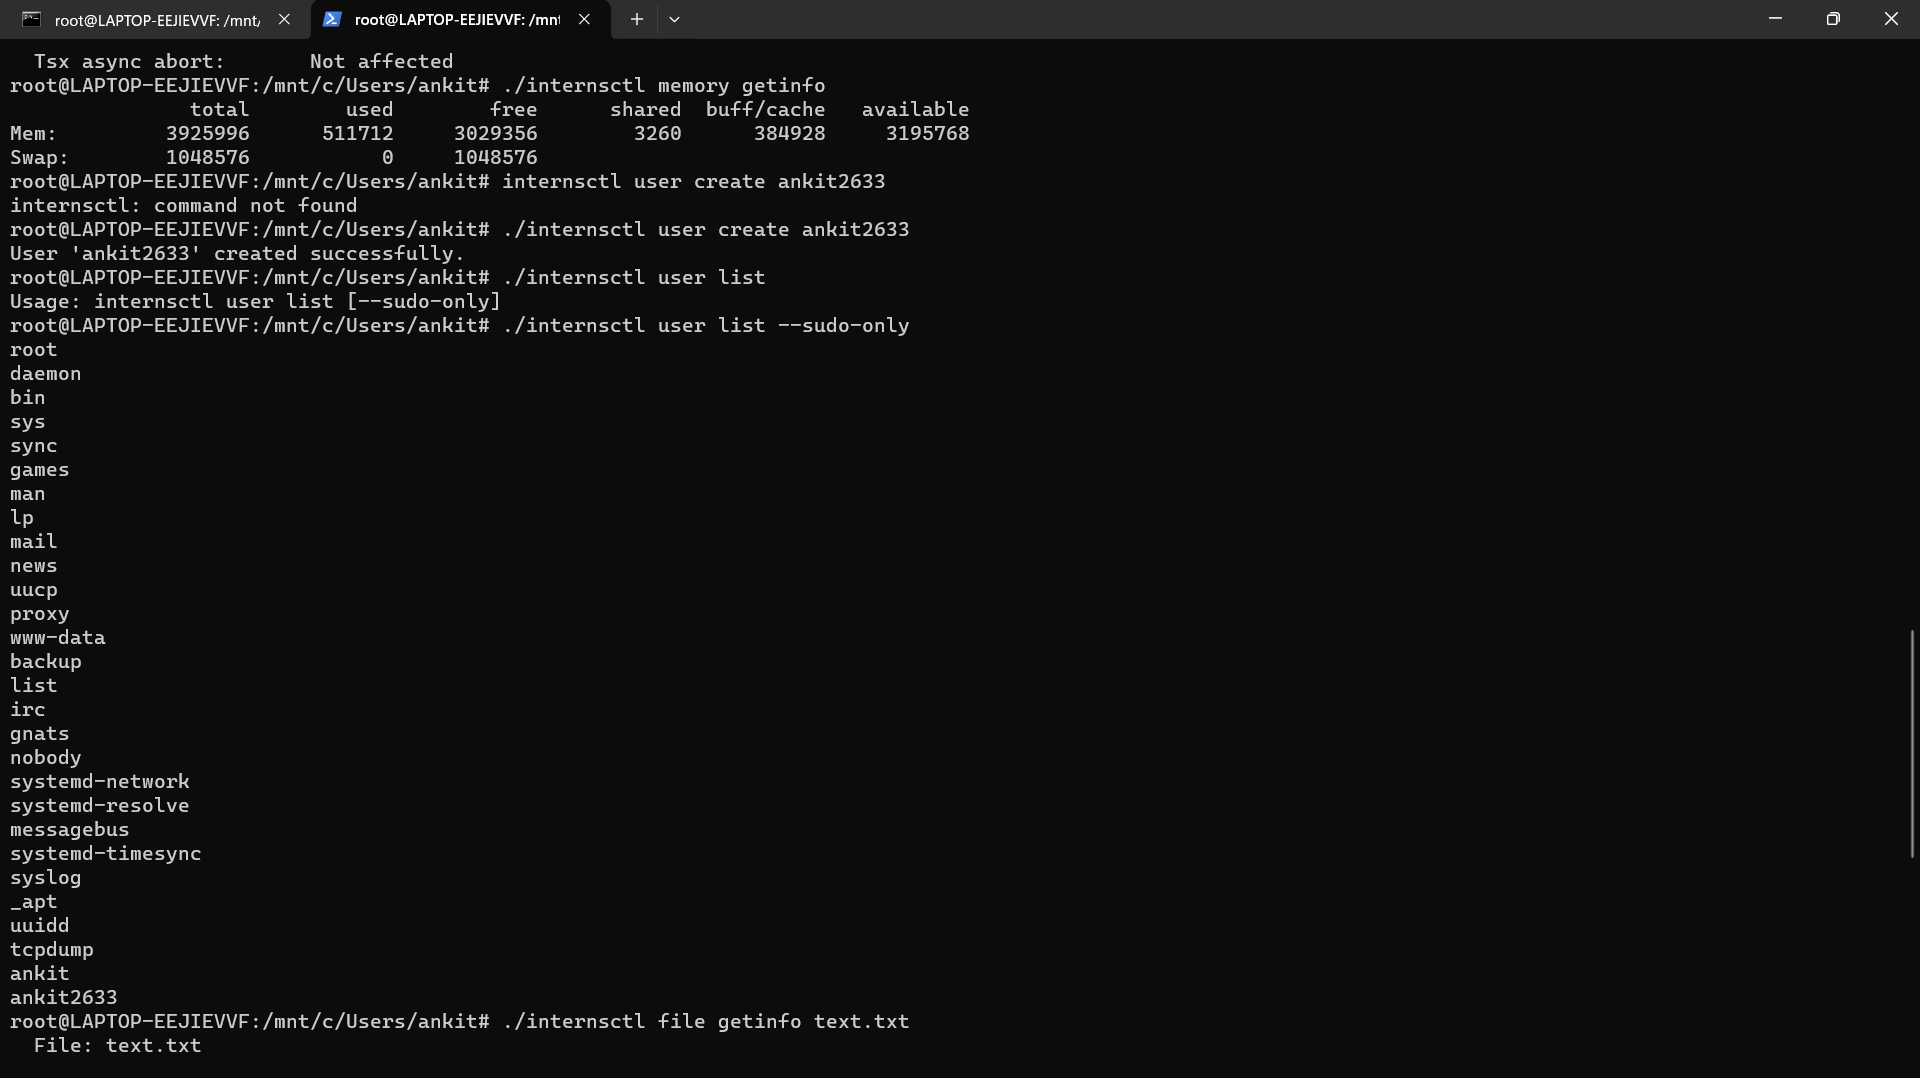 root@LAPTOP-EEJIEVVF: /mnt/
root@LAPTOP-EEJIEVVF: /mnt
Tsx async abort: Not affected
root@LAPTOP-EEJIEVVF:/mnt/c/Users/ankit# ./internsctl memory getinfo
total used free shared buff/cache available
Mem: 3925996 511712 3029356 3260 384928 3195768
Swap: 1048576 0 1048576
root@LAPTOP-EEJIEVVF:/mnt/c/Users/ankit# internsctl user create ankit2633
internsctl: command not found
root@LAPTOP-EEJIEVVF:/mnt/c/Users/ankit# ./internsctl user create ankit2633
User 'ankit2633' created successfully.
root@LAPTOP-EEJIEVVF:/mnt/c/Users/ankit# ./internsctl user list
Usage: internsctl user list [--sudo-only]
root@LAPTOP-EEJIEVVF:/mnt/c/Users/ankit# ./internsctl user list --sudo-only
root
daemon
bin
sys
sync
games
man
lp
mail
news
uucp
proxy
www-data
backup
list
irc
gnats
nobody
systemd-network
systemd-resolve
messagebus
systemd-timesync
syslog
_apt
uuidd
tcpdump
ankit
ankit2633
root@LAPTOP-EEJIEVVF:/mnt/c/Users/ankit# ./internsctl file getinfo text.txt
File: text.txt